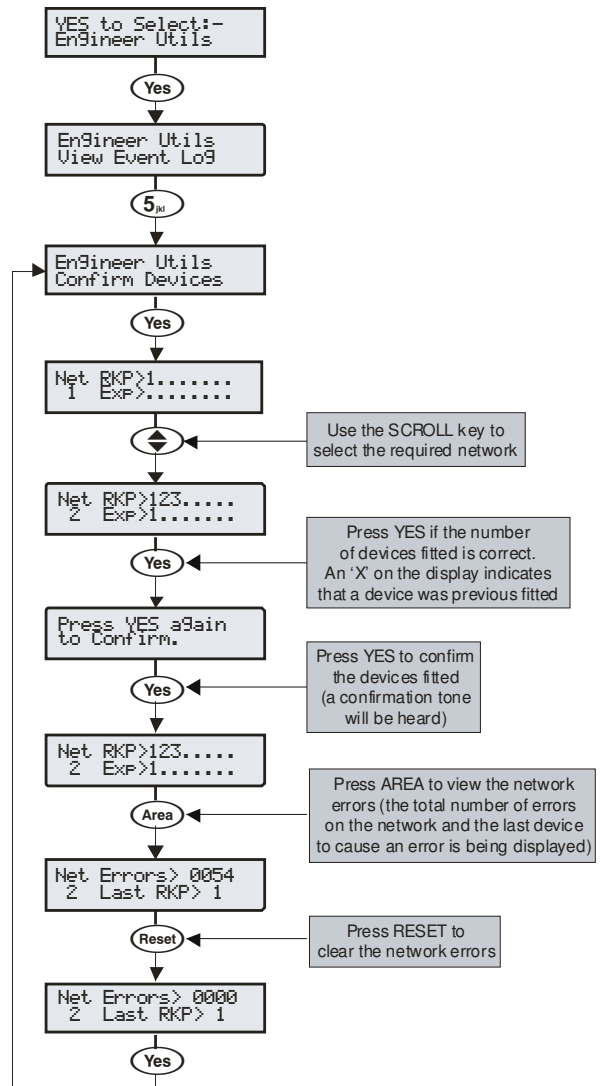 YES to Select:-
Engineer Utils
Yes
Engineer Utils
View Event Log
5jkl
Engineer Utils
Confirm Devices
Yes
Net RKP>1.......
1 Exp>........
Use the SCROLL key to
select the required network
Net RKP>123.....
2 Exp>1.......
Press YES if the number
of devices fitted is correct.
An ‘X’ on the display indicates
that a device was previous fitted
Yes
Press YES again
to Confirm.
Press YES to confirm
the devices fitted
(a confirmation tone
will be heard)
Yes
Net RKP>123.....
2 Exp>1.......
Press AREA to view the network
errors (the total number of errors
on the network and the last device
to cause an error is being displayed)
Area
Net Errors> 0054
2 Last RKP> 1
Reset
Press RESET to
clear the network errors
Net Errors> 0000
2 Last RKP> 1
Yes